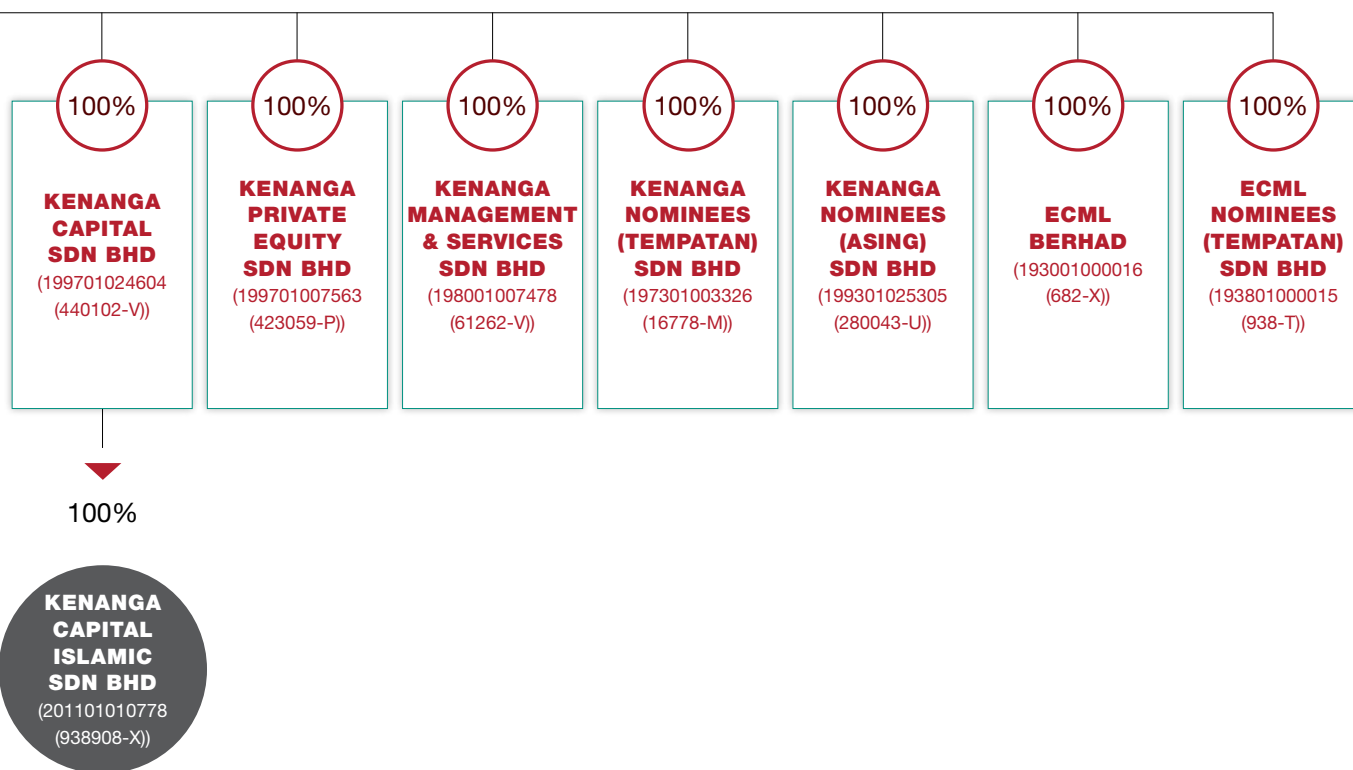 100%
KENANGA
CAPITAL
SDN BHD
(199701024604
(440102-V))
100%
KENANGA
PRIVATE
EQUITY
SDN BHD
(199701007563
(423059-P))
100%
KENANGA
MANAGEMENT
& SERVICES
SDN BHD
(198001007478
(61262-V))
100%
KENANGA
NOMINEES
(TEMPATAN)
SDN BHD
(197301003326
(16778-M))
100%
KENANGA
NOMINEES
(ASING)
SDN BHD
(199301025305
(280043-U))
100%
ECML
BERHAD
(193001000016
(682-X))
100%
ECML
NOMINEES
(TEMPATAN)
SDN BHD
(193801000015
(938-T))
100%
KENANGA
CAPITAL
ISLAMIC
SDN BHD
(201101010778
(938908-X))